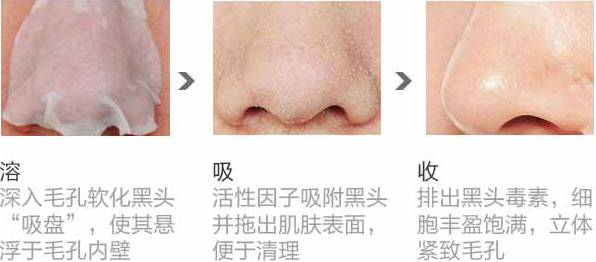 溶
深入毛孔软化黑头
“吸盘”，使其悬
浮于毛孔内壁
吸
活性因子吸附黑头
并拖出肌肤表面，
便于清理
收
排出黑头毒素，细
胞丰盈饱满，立体
紧致毛孔